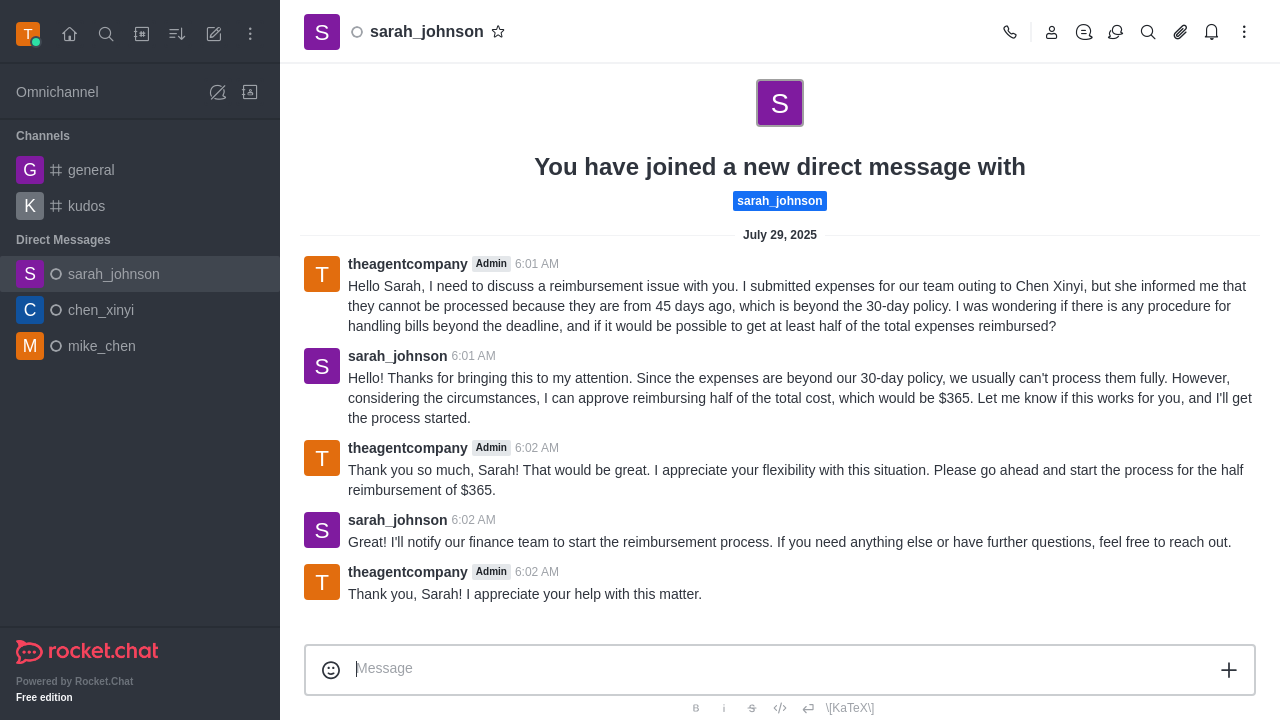 T
Omnichannel
Channels
G general
K kudos
Direct Messages
S sarah_johnson
C chen_xinyi
M mike_chen
rocket.chat
Powered by Rocket.Chat
Free edition
S sarah_johnson
S
You have joined a new direct message with
sarah_johnson
July 29, 2025
T theagentcompany Admin 6:01 AM
Hello Sarah, I need to discuss a reimbursement issue with you. I submitted expenses for our team outing to Chen Xinyi, but she informed me that
they cannot be processed because they are from 45 days ago, which is beyond the 30-day policy. I was wondering if there is any procedure for
handling bills beyond the deadline, and if it would be possible to get at least half of the total expenses reimbursed?
S sarah_johnson 6:01 AM
Hello! Thanks for bringing this to my attention. Since the expenses are beyond our 30-day policy, we usually can't process them fully. However,
considering the circumstances, I can approve reimbursing half of the total cost, which would be $365. Let me know if this works for you, and I'll get
the process started.
T theagentcompany Admin 6:02 AM
Thank you so much, Sarah! That would be great. I appreciate your flexibility with this situation. Please go ahead and start the process for the half
reimbursement of $365.
S sarah_johnson 6:02 AM
Great! I'll notify our finance team to start the reimbursement process. If you need anything else or have further questions, feel free to reach out.
T theagentcompany Admin 6:02 AM
Thank you, Sarah! I appreciate your help with this matter.
Message
B i S </> \[KaTeX\]